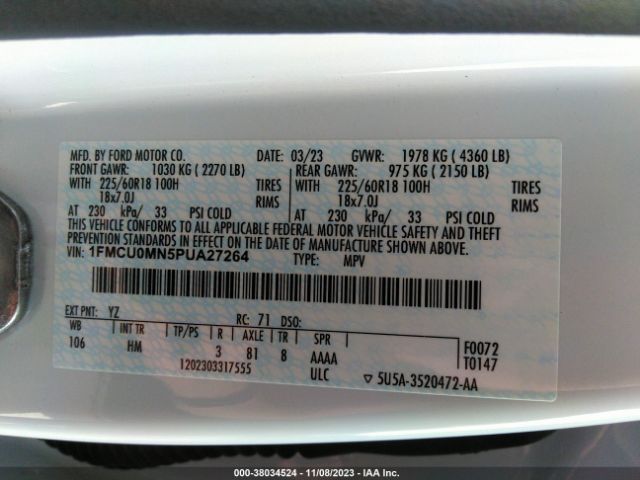 MFD. BY FORD MOTOR CO. DATE: 03/23 GVWR: 1978 KG ( 4360 LB)
FRONT GAWR: 1030 KG ( 2270 LB) REAR GAWR: 975 KG ( 2150 LB)
WITH 225/60R18 100H TIRES WITH 225/60R18 100H TIRES
18x7.0J RIMS 18x7.0J RIMS
AT 230 kPa/ 33 PSI COLD AT 230 kPa/ 33 PSI COLD
THIS VEHICLE CONFORMS TO ALL APPLICABLE FEDERAL MOTOR VEHICLE SAFETY AND THEFT
PREVENTION STANDARDS IN EFFECT ON THE DATE OF MANUFACTURE SHOWN ABOVE.
VIN: 1FMCU0MN5PUA27264 TYPE: MPV
EXT PNT: YZ RC: 71 DSO:
WB INT TR TP/PS R AXLE TR SPR F0072
106 HM 3 81 8 AAAA T0147
1202303317555 ULC ▽ 5U5A-3520472-AA
000-38034524 | 11/08/2023 | IAA Inc.